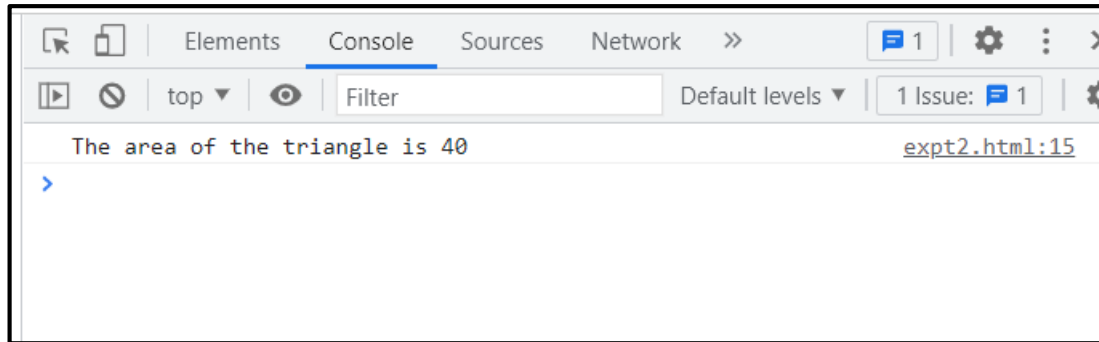 Elements Console Sources Network » 1
top ▼ Filter Default levels ▼ 1 Issue: 1
The area of the triangle is 40 expt2.html:15
>